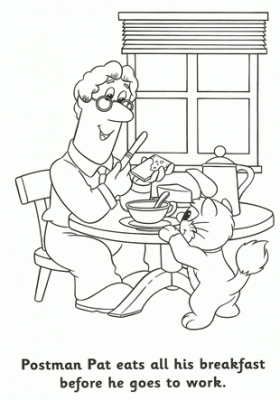 Postman Pat eats all his breakfast
before he goes to work.